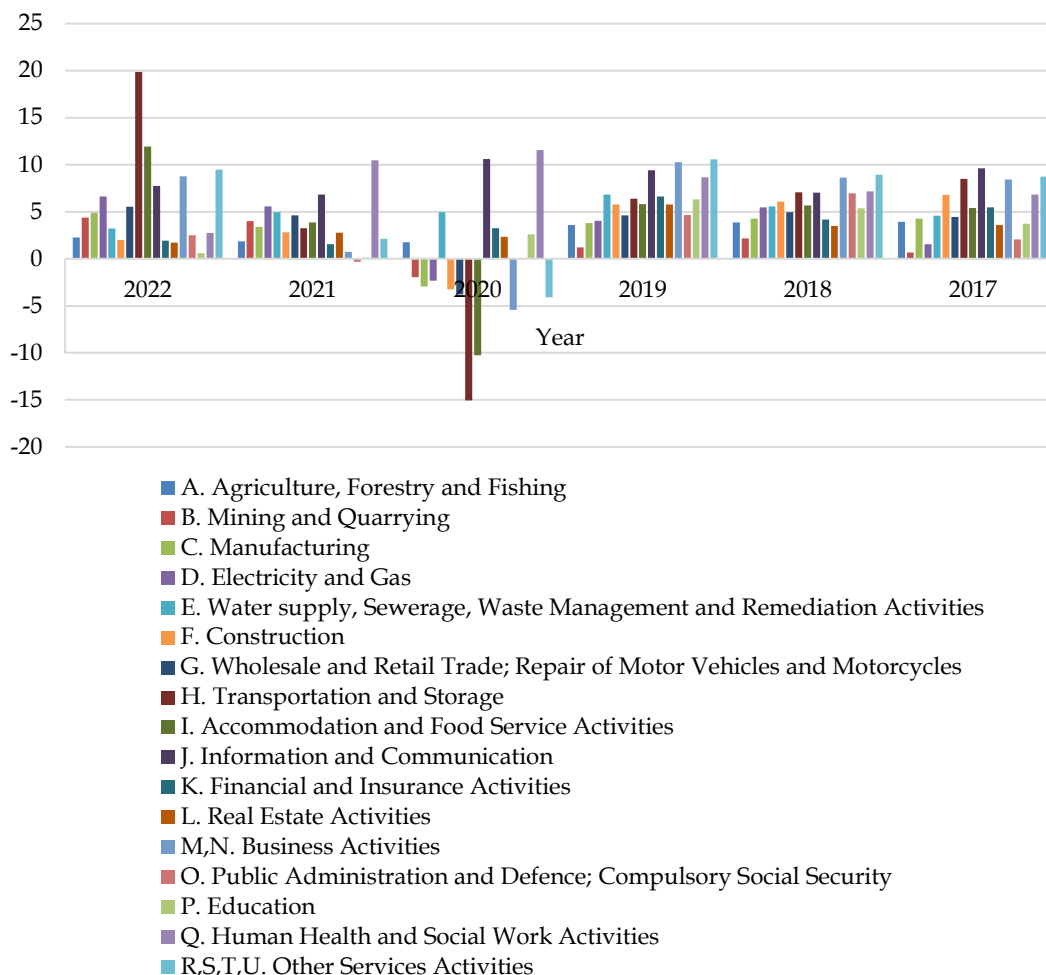 25
20
15
10
5
0
2022 2021 2020 2019 2018 2017
-5
Year
-10
-15
-20
A. Agriculture, Forestry and Fishing
B. Mining and Quarrying
C. Manufacturing
D. Electricity and Gas
E. Water supply, Sewerage, Waste Management and Remediation Activities
F. Construction
G. Wholesale and Retail Trade; Repair of Motor Vehicles and Motorcycles
H. Transportation and Storage
I. Accommodation and Food Service Activities
J. Information and Communication
K. Financial and Insurance Activities
L. Real Estate Activities
M,N. Business Activities
O. Public Administration and Defence; Compulsory Social Security
P. Education
Q. Human Health and Social Work Activities
R,S,T,U. Other Services Activities